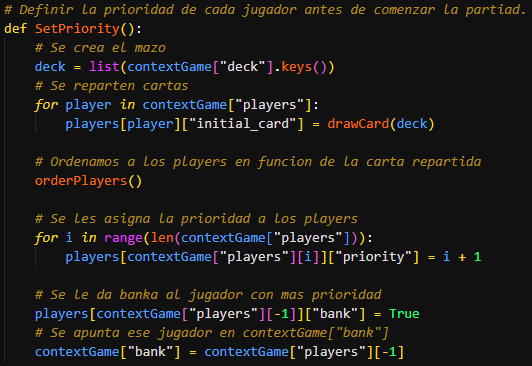 # Definir la prioridad de cada jugador antes de comenzar la partiad.
def SetPriority():
    # Se crea el mazo
    deck = list(contextGame["deck"].keys())
    # Se reparten cartas
    for player in contextGame["players"]:
        players[player]["initial_card"] = drawCard(deck)

    # Ordenamos a los players en funcion de la carta repartida
    orderPlayers()

    # Se les asigna la prioridad a los players
    for i in range(len(contextGame["players"])):
        players[contextGame["players"][i]]["priority"] = i + 1

    # Se le da banka al jugador con mas prioridad
    players[contextGame["players"][-1]]["bank"] = True
    # Se apunta ese jugador en contextGame["bank"]
    contextGame["bank"] = contextGame["players"][-1]